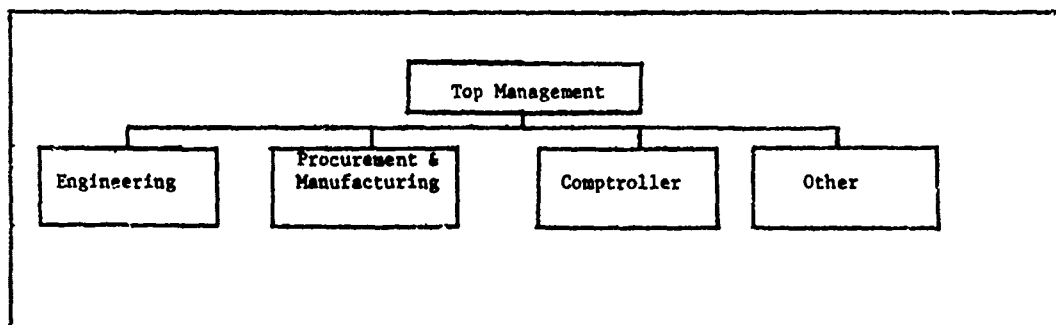 Top Management
Engineering
Procurement &
Manufacturing
Comptroller
Other